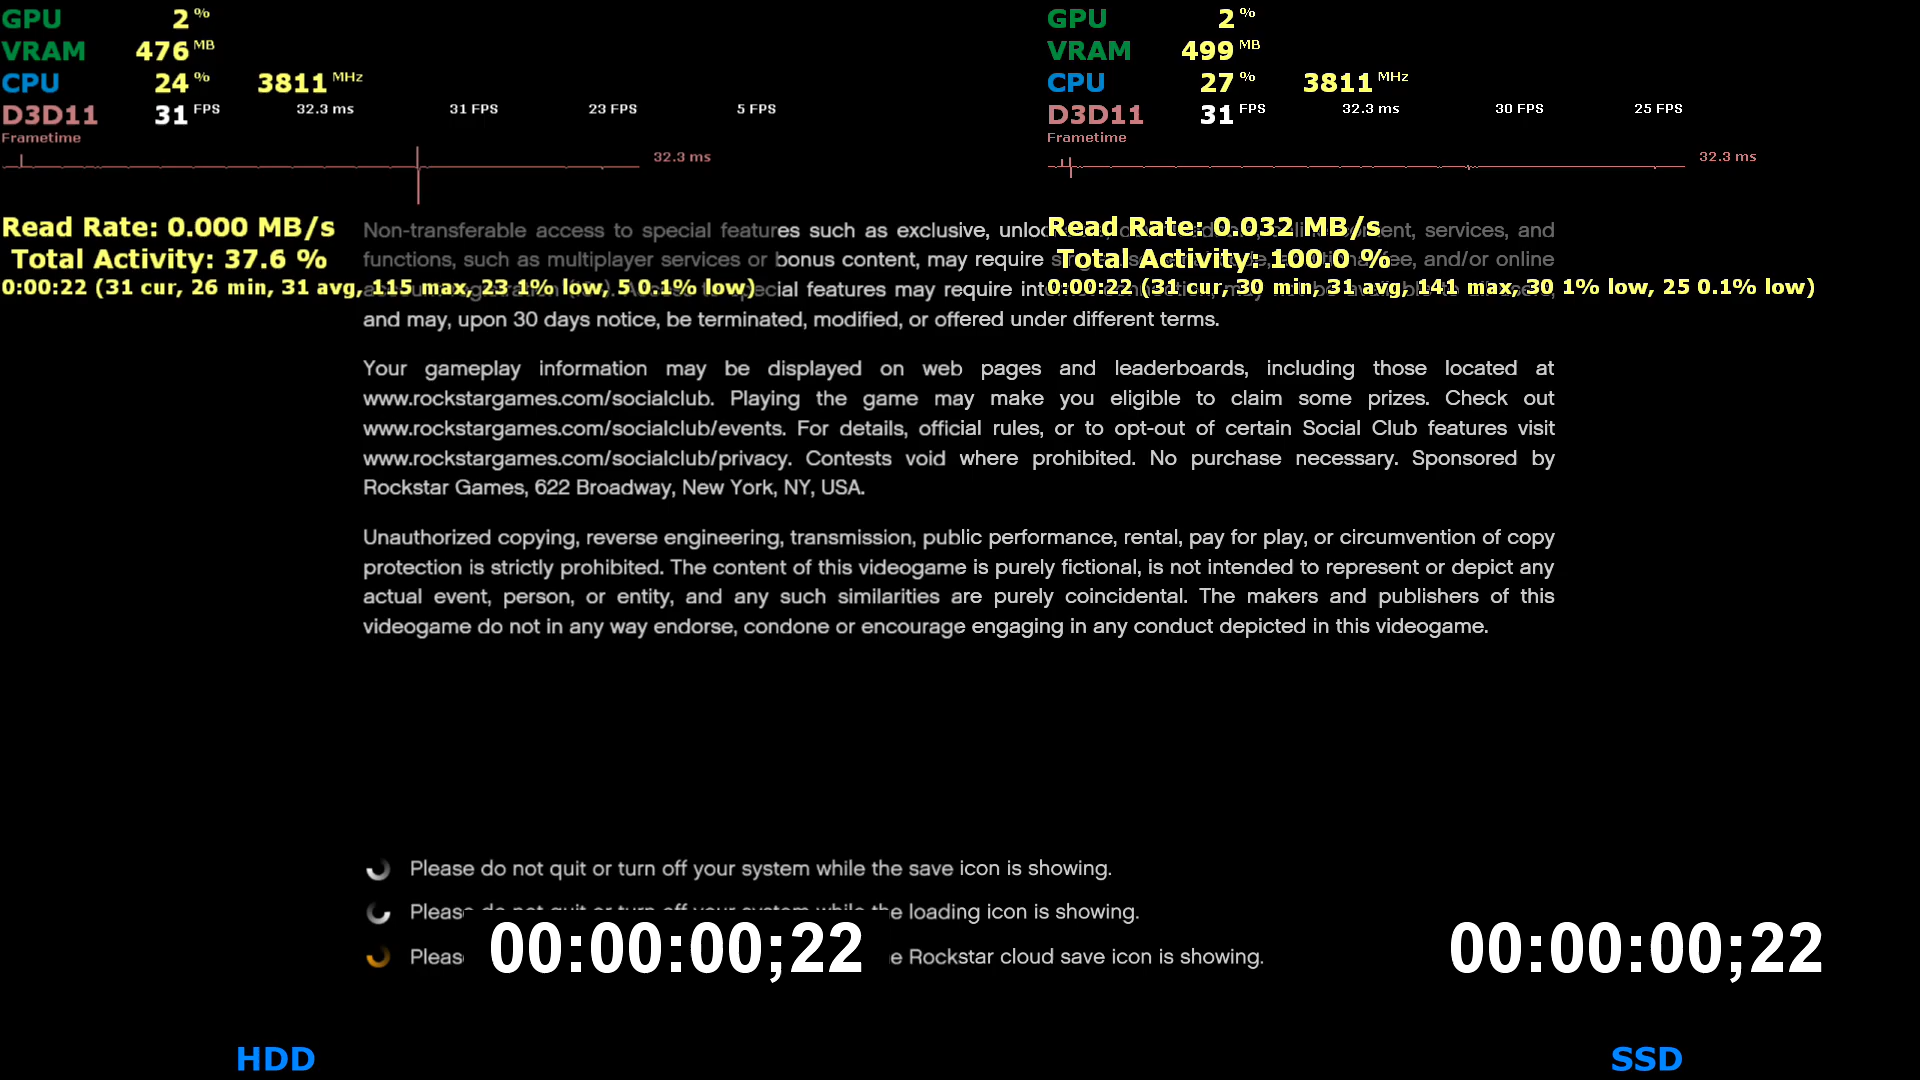 GPU 2 %
VRAM 476 MB
CPU 24 % 3811 MHz
D3D11 31 FPS 32.3 ms 31 FPS 23 FPS 5 FPS
Frametime
32.3 ms
Read Rate: 0.000 MB/s
Total Activity: 37.6 %
0:00:22 (31 cur, 26 min, 31 avg, 115 max, 23 1% low, 5 0.1% low)
GPU 2 %
VRAM 499 MB
CPU 27 % 3811 MHz
D3D11 31 FPS 32.3 ms 30 FPS 25 FPS
Frametime
32.3 ms
Read Rate: 0.032 MB/s
Total Activity: 100.0 %
0:00:22 (31 cur, 30 min, 31 avg, 141 max, 30 1% low, 25 0.1% low)
Non-transferable access to special features such as exclusive, services, and
functions, such as multiplayer services or bonus content, may require and/or online
special features may require
and may, upon 30 days notice, be terminated, modified, or offered under different terms.
Your gameplay information may be displayed on web pages and leaderboards, including those located at
www.rockstargames.com/socialclub. Playing the game may make you eligible to claim some prizes. Check out
www.rockstargames.com/socialclub/events. For details, official rules, or to opt-out of certain Social Club features visit
www.rockstargames.com/socialclub/privacy. Contests void where prohibited. No purchase necessary. Sponsored by
Rockstar Games, 622 Broadway, New York, NY, USA.
Unauthorized copying, reverse engineering, transmission, public performance, rental, pay for play, or circumvention of copy
protection is strictly prohibited. The content of this videogame is purely fictional, is not intended to represent or depict any
actual event, person, or entity, and any such similarities are purely coincidental. The makers and publishers of this
videogame do not in any way endorse, condone or encourage engaging in any conduct depicted in this videogame.
Please do not quit or turn off your system while the save icon is showing.
Please do not quit or turn off your system while the loading icon is showing.
Pleas e Rockstar cloud save icon is showing.
00:00:00;22
00:00:00;22
HDD
SSD